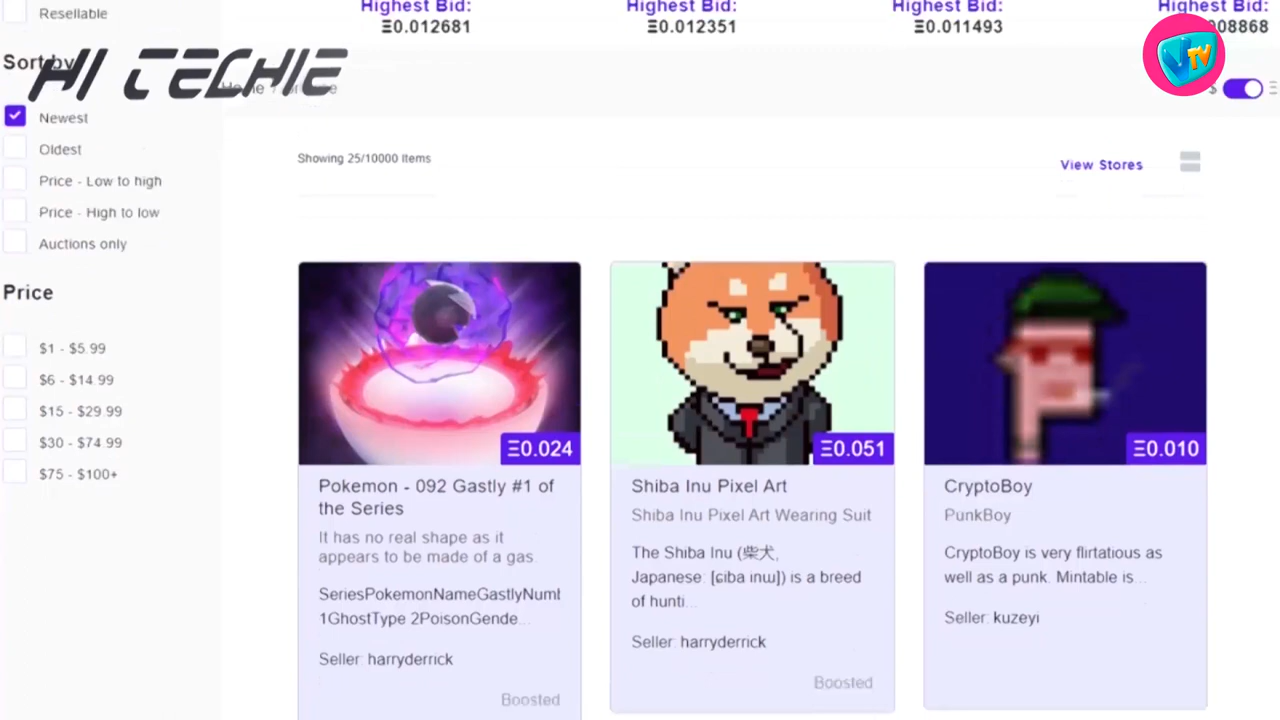 Resellable
Highest Bid:
Ξ0.012681
Highest Bid:
Ξ0.012351
Highest Bid:
Ξ0.011493
Highest Bid:
008868
VTV
Sort by
HI TECHIE
Home
Newest
Oldest
Price - Low to high
Price - High to low
Auctions only
Showing 25/10000 Items
View Stores
Price
$1 - $5.99
$6 - $14.99
$15 - $29 99
$30 - $74 99
$75 - $100+
Ξ0.024
Pokemon - 092 Gastly #1 of
the Series
It has no real shape as it
appears to be made of a gas
SeriesPokemonNameGastlyNumb
1GhostType 2PoisonGende...
Seller: harryderrick
Boosted
Ξ0.051
Shiba Inu Pixel Art
Shiba Inu Pixel Art Wearing Suit
The Shiba Inu (柴犬,
Japanese: [ɕiba inɯ]) is a breed
of hunti...
Seller: harryderrick
Boosted
Ξ0.010
CryptoBoy
PunkBoy
CryptoBoy is very flirtatious as
well as a punk. Mintable is...
Seller: kuzeyi